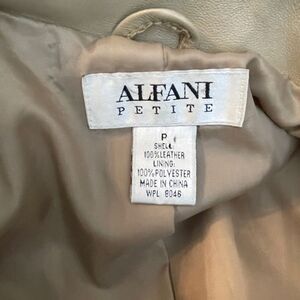 ALFANI
PETITE
P
SHELL:
100%LEATHER
LINING:
100%POLYESTER
MADE IN CHINA
WPL 8046